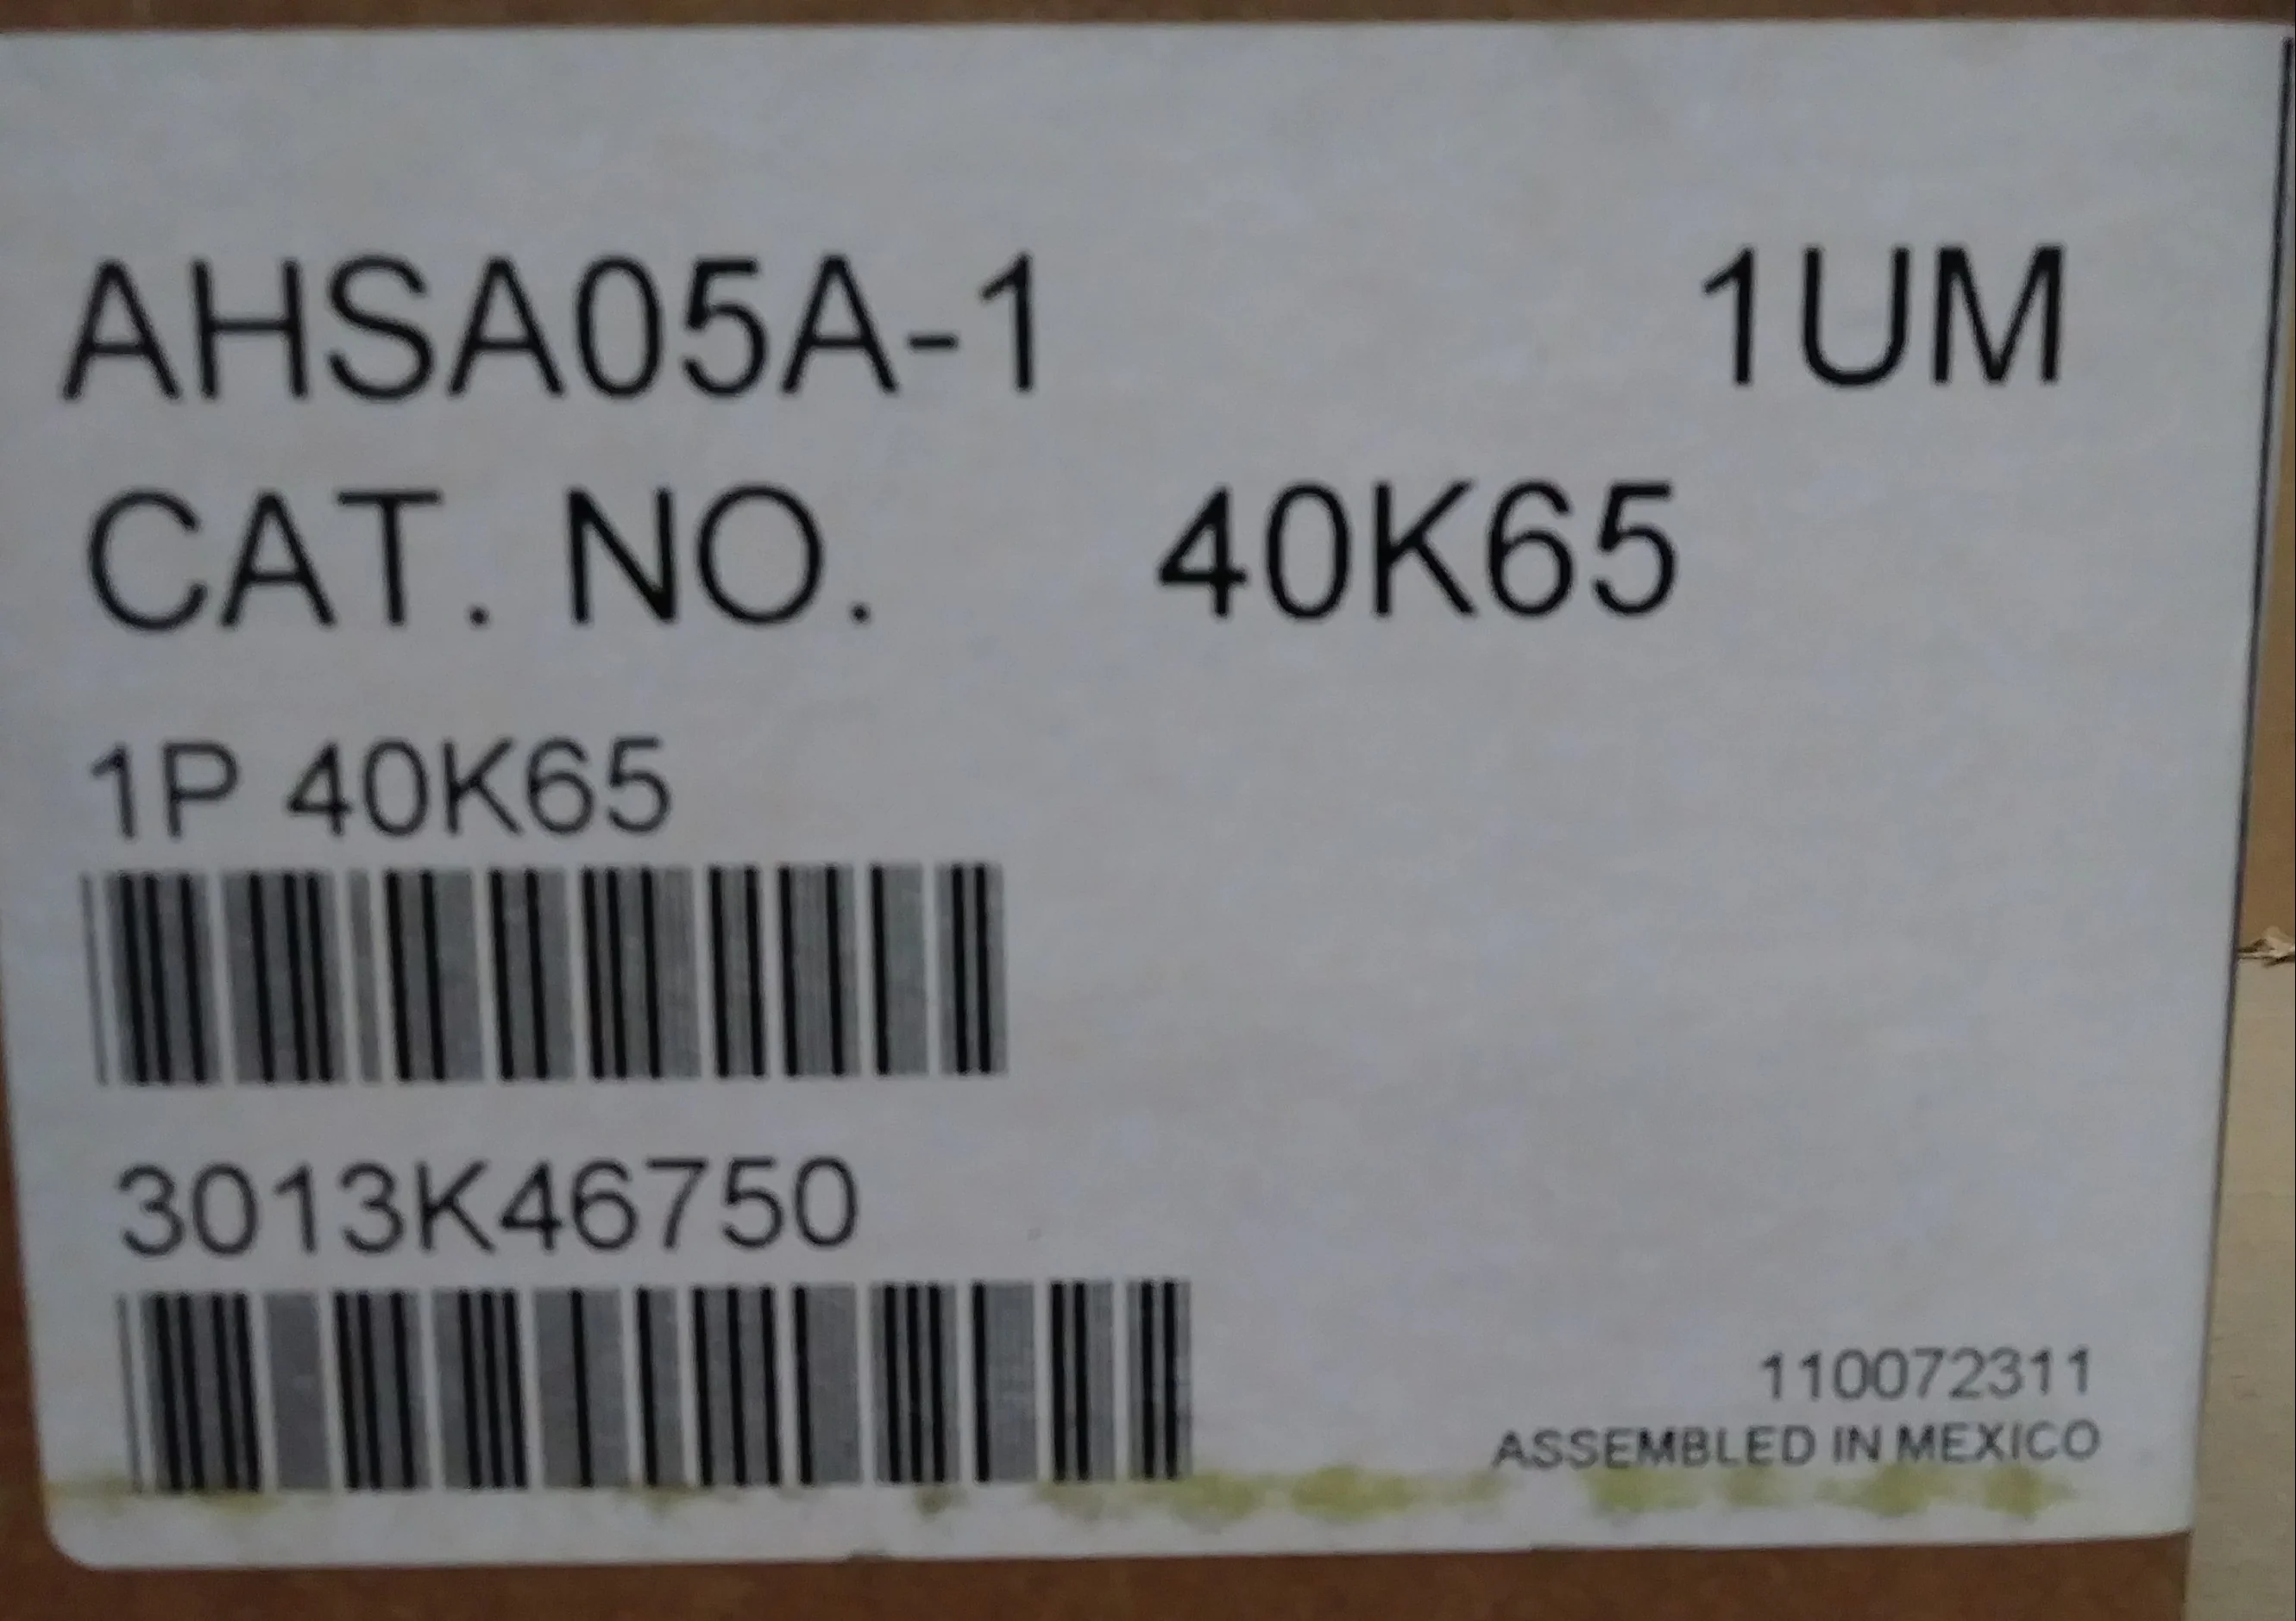 AHSA05A-1 1UM
CAT. NO. 40K65
1P 40K65
3013K46750
110072311
ASSEMBLED IN MEXICO